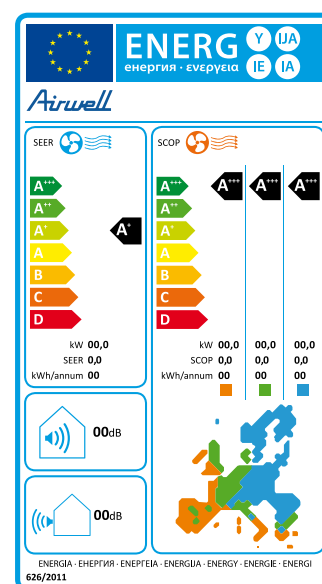 ENERG Y IJA
енергия · ενεργεια IE IA
Airwell
SEER
SCOP
A+++
A++
A+
A
B
C
D
A+
kW 00,0
SEER 0,0
kWh/annum 00
A+++
A++
A+
A
B
C
D
A+++ A+++ A+++
kW 00,0 00,0 00,0
SCOP 0,0 0,0 0,0
kWh/annum 00 00 00
00dB
00dB
ENERGIA · ЕНЕРГИЯ · ΕΝΕΡΓΕΙΑ · ENERGIJA · ENERGY · ENERGIE · ENERGI
626/2011